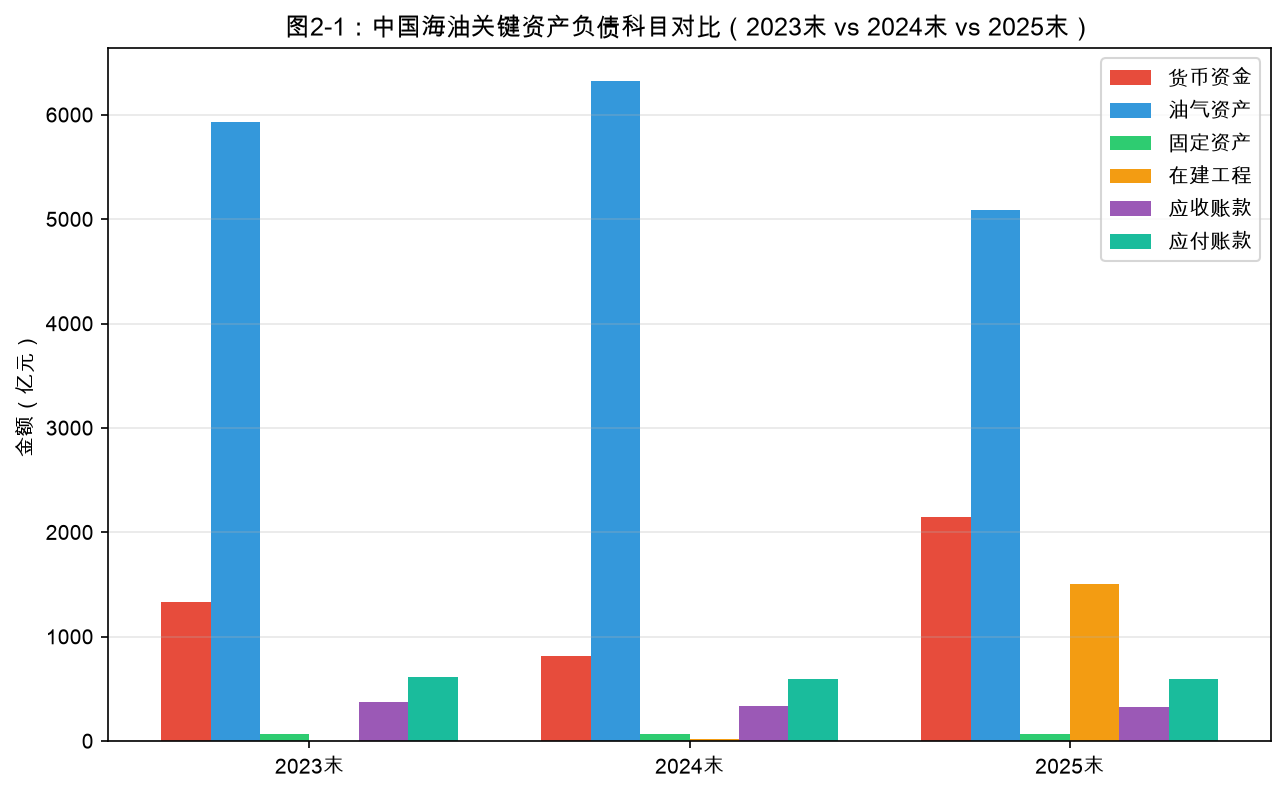 图2-1：中国海油关键资产负债科目对比（2023末 vs 2024末 vs 2025末）
货币资金
油气资产
固定资产
在建工程
应收账款
应付账款
金额（亿元）
6000
5000
4000
3000
2000
1000
0
2023末
2024末
2025末